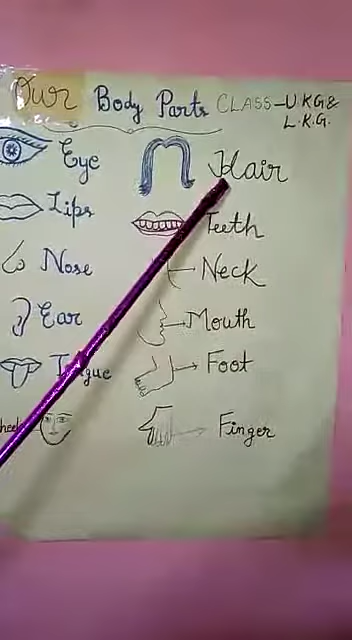 Our Body Parts CLASS-UKG &
L.K.G.
Eye Hair
Lips Teeth
Nose Neck
Ear Mouth
Foot
Finger